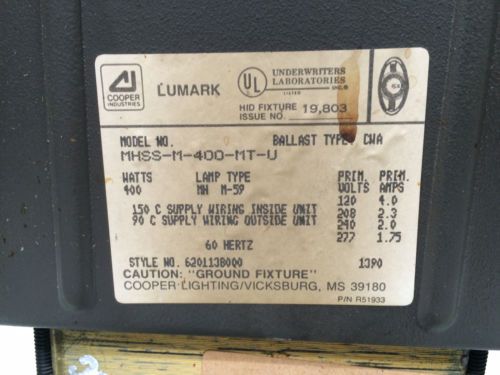 COOPER
INDUSTRIES
LUMARK
UL
UNDERWRITERS
LABORATORIES
INC.®
LISTED
HID FIXTURE
ISSUE NO. 19,803
MODEL NO. BALLAST TYPE: CWA
MHSS-M-400-MT-U
WATTS LAMP TYPE PRIM. PRIM.
VOLTS AMPS
400 MH M-59 120 4.0
150 C SUPPLY WIRING INSIDE UNIT 208 2.3
90 C SUPPLY WIRING OUTSIDE UNIT 240 2.0
60 HERTZ 277 1.75
STYLE NO. 6201138000 1390
CAUTION: "GROUND FIXTURE"
COOPER LIGHTING/VICKSBURG, MS 39180
P/N R51933